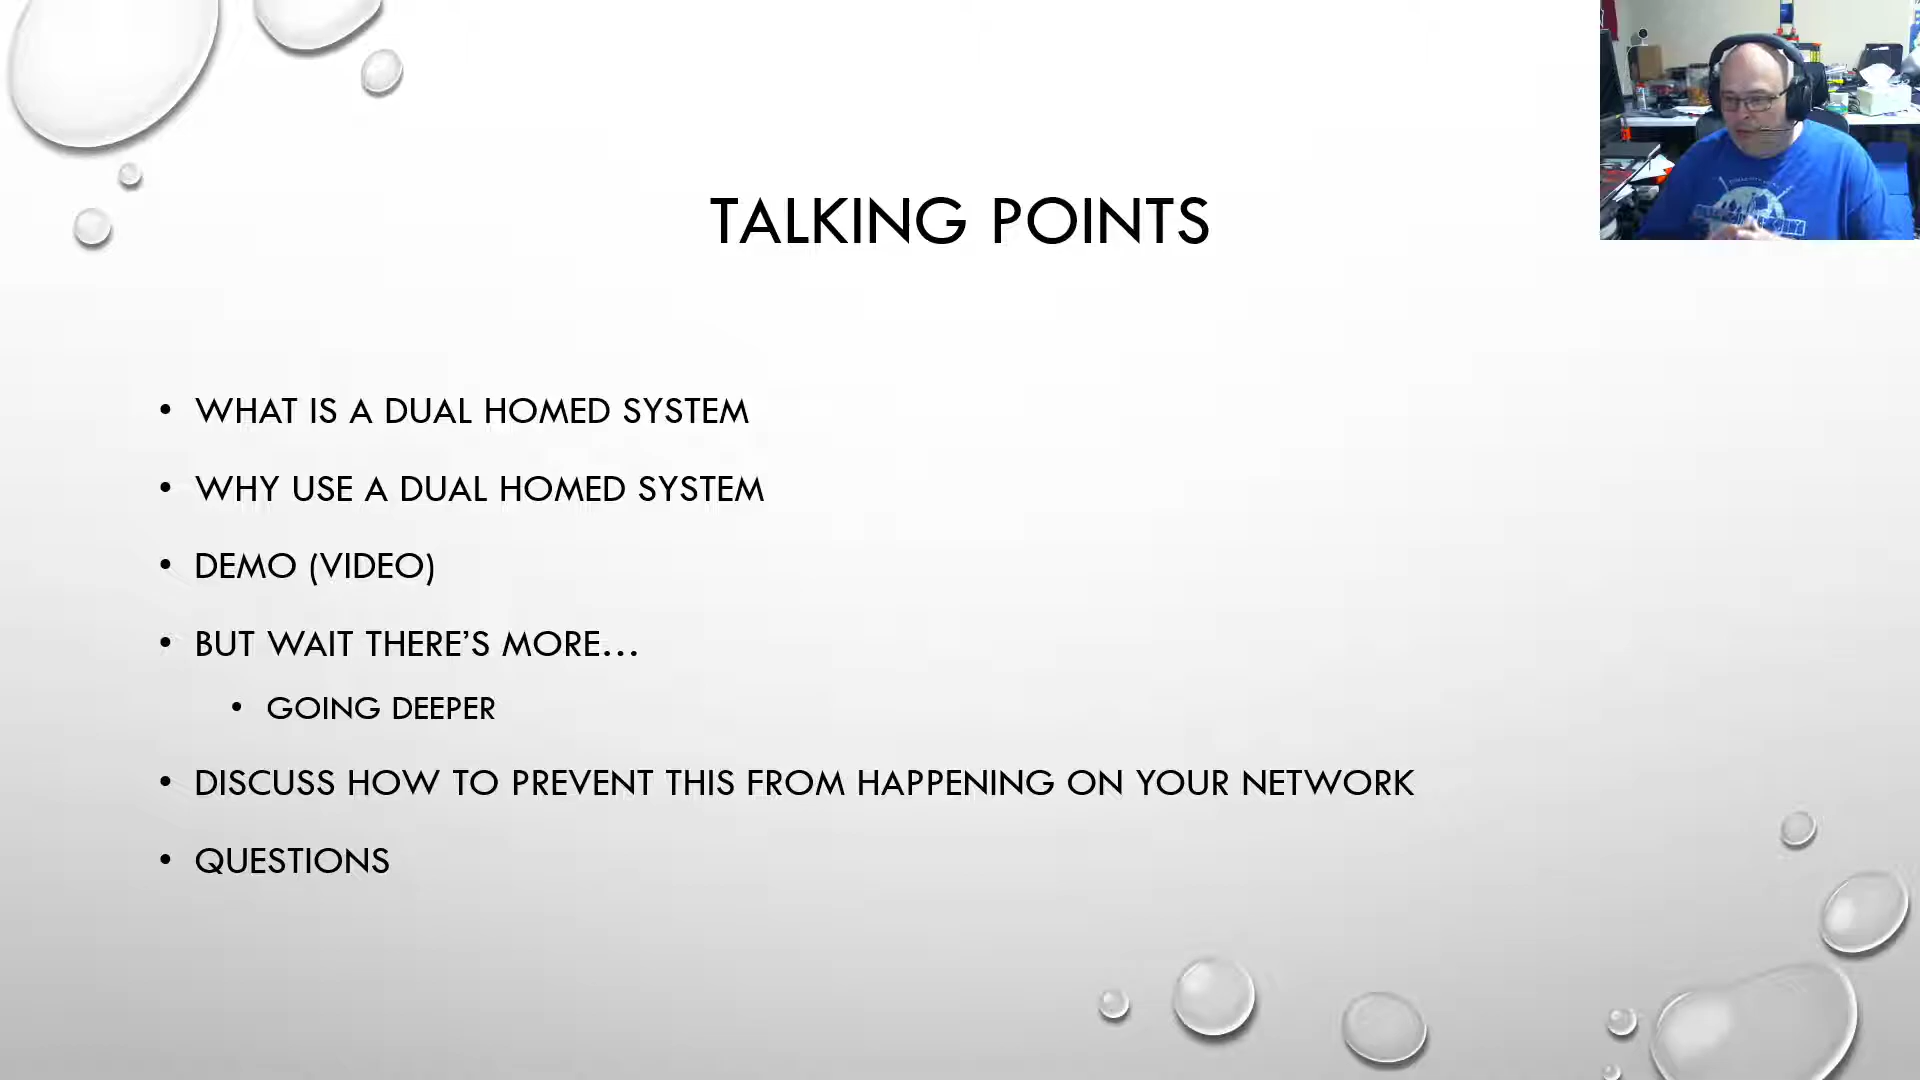 TALKING POINTS
• WHAT IS A DUAL HOMED SYSTEM
• WHY USE A DUAL HOMED SYSTEM
• DEMO (VIDEO)
• BUT WAIT THERE’S MORE…
• GOING DEEPER
• DISCUSS HOW TO PREVENT THIS FROM HAPPENING ON YOUR NETWORK
• QUESTIONS